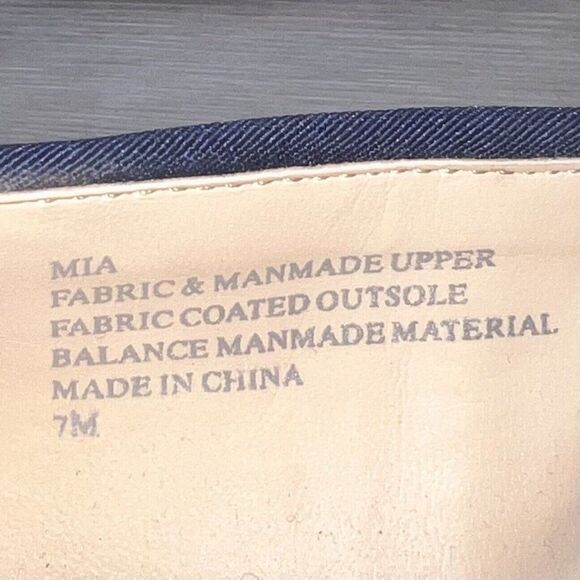 MIA
FABRIC & MANMADE UPPER
FABRIC COATED OUTSOLE
BALANCE MANMADE MATERIAL
MADE IN CHINA
7M